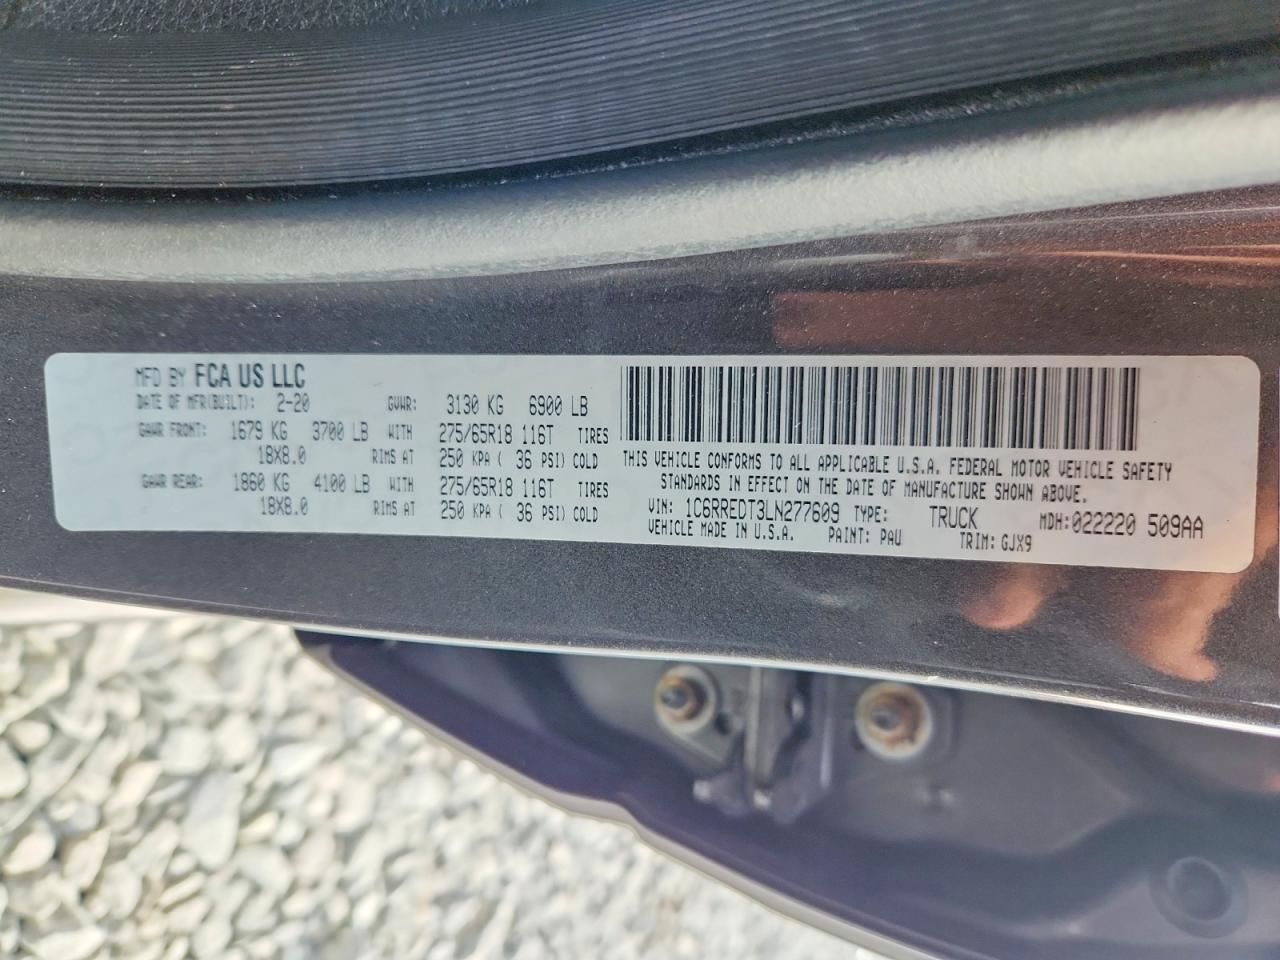 MFD BY FCA US LLC
DATE OF MFR(BUILT): 2-20 GVWR: 3130 KG 6900 LB
GAWR FRONT: 1679 KG 3700 LB WITH 275/65R18 116T TIRES
18X8.0 RIMS AT 250 KPA ( 36 PSI) COLD
GAWR REAR: 1860 KG 4100 LB WITH 275/65R18 116T TIRES
18X8.0 RIMS AT 250 KPA ( 36 PSI) COLD
THIS VEHICLE CONFORMS TO ALL APPLICABLE U.S.A. FEDERAL MOTOR VEHICLE SAFETY
STANDARDS IN EFFECT ON THE DATE OF MANUFACTURE SHOWN ABOVE.
VIN: 1C6RREDT3LN277609 TYPE: TRUCK MDH:022220 509AA
VEHICLE MADE IN U.S.A. PAINT: PAU TRIM: GJX9